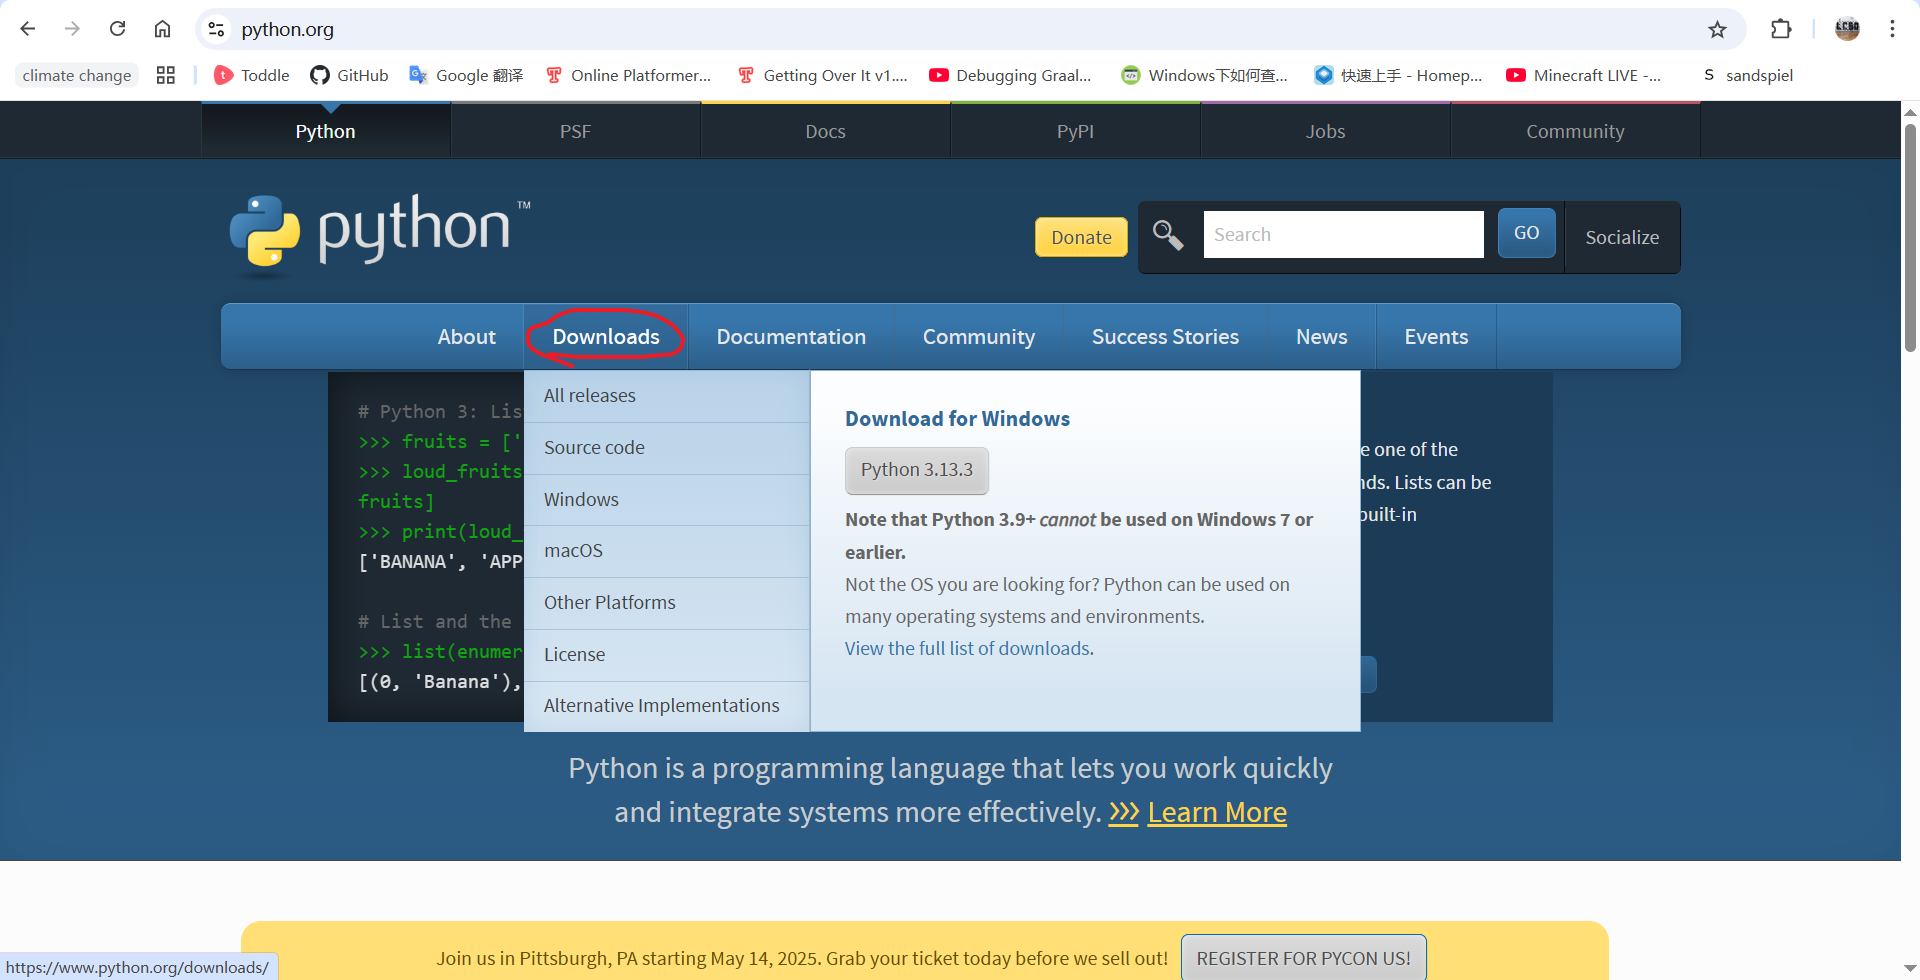 python.org
climate change
Toddle
GitHub
Google 翻译
Online Platformer...
Getting Over It v1....
Debugging Graal...
Windows下如何查...
快速上手 - Homep...
Minecraft LIVE -...
S sandspiel
Python
PSF
Docs
PyPI
Jobs
Community
python™
Donate
Search
GO
Socialize
About
Downloads
Documentation
Community
Success Stories
News
Events
# Python 3: Lis
>>> fruits = ['
>>> loud_fruits
fruits]
>>> print(loud_
['BANANA', 'APP
# List and the
>>> list(enumer
[(0, 'Banana'),
All releases
Source code
Windows
macOS
Other Platforms
License
Alternative Implementations
Download for Windows
Python 3.13.3
Note that Python 3.9+ cannot be used on Windows 7 or
earlier.
Not the OS you are looking for? Python can be used on
many operating systems and environments.
View the full list of downloads.
e one of the
nds. Lists can be
built-in
Python is a programming language that lets you work quickly
and integrate systems more effectively. >>> Learn More
Join us in Pittsburgh, PA starting May 14, 2025. Grab your ticket today before we sell out!
REGISTER FOR PYCON US!
https://www.python.org/downloads/